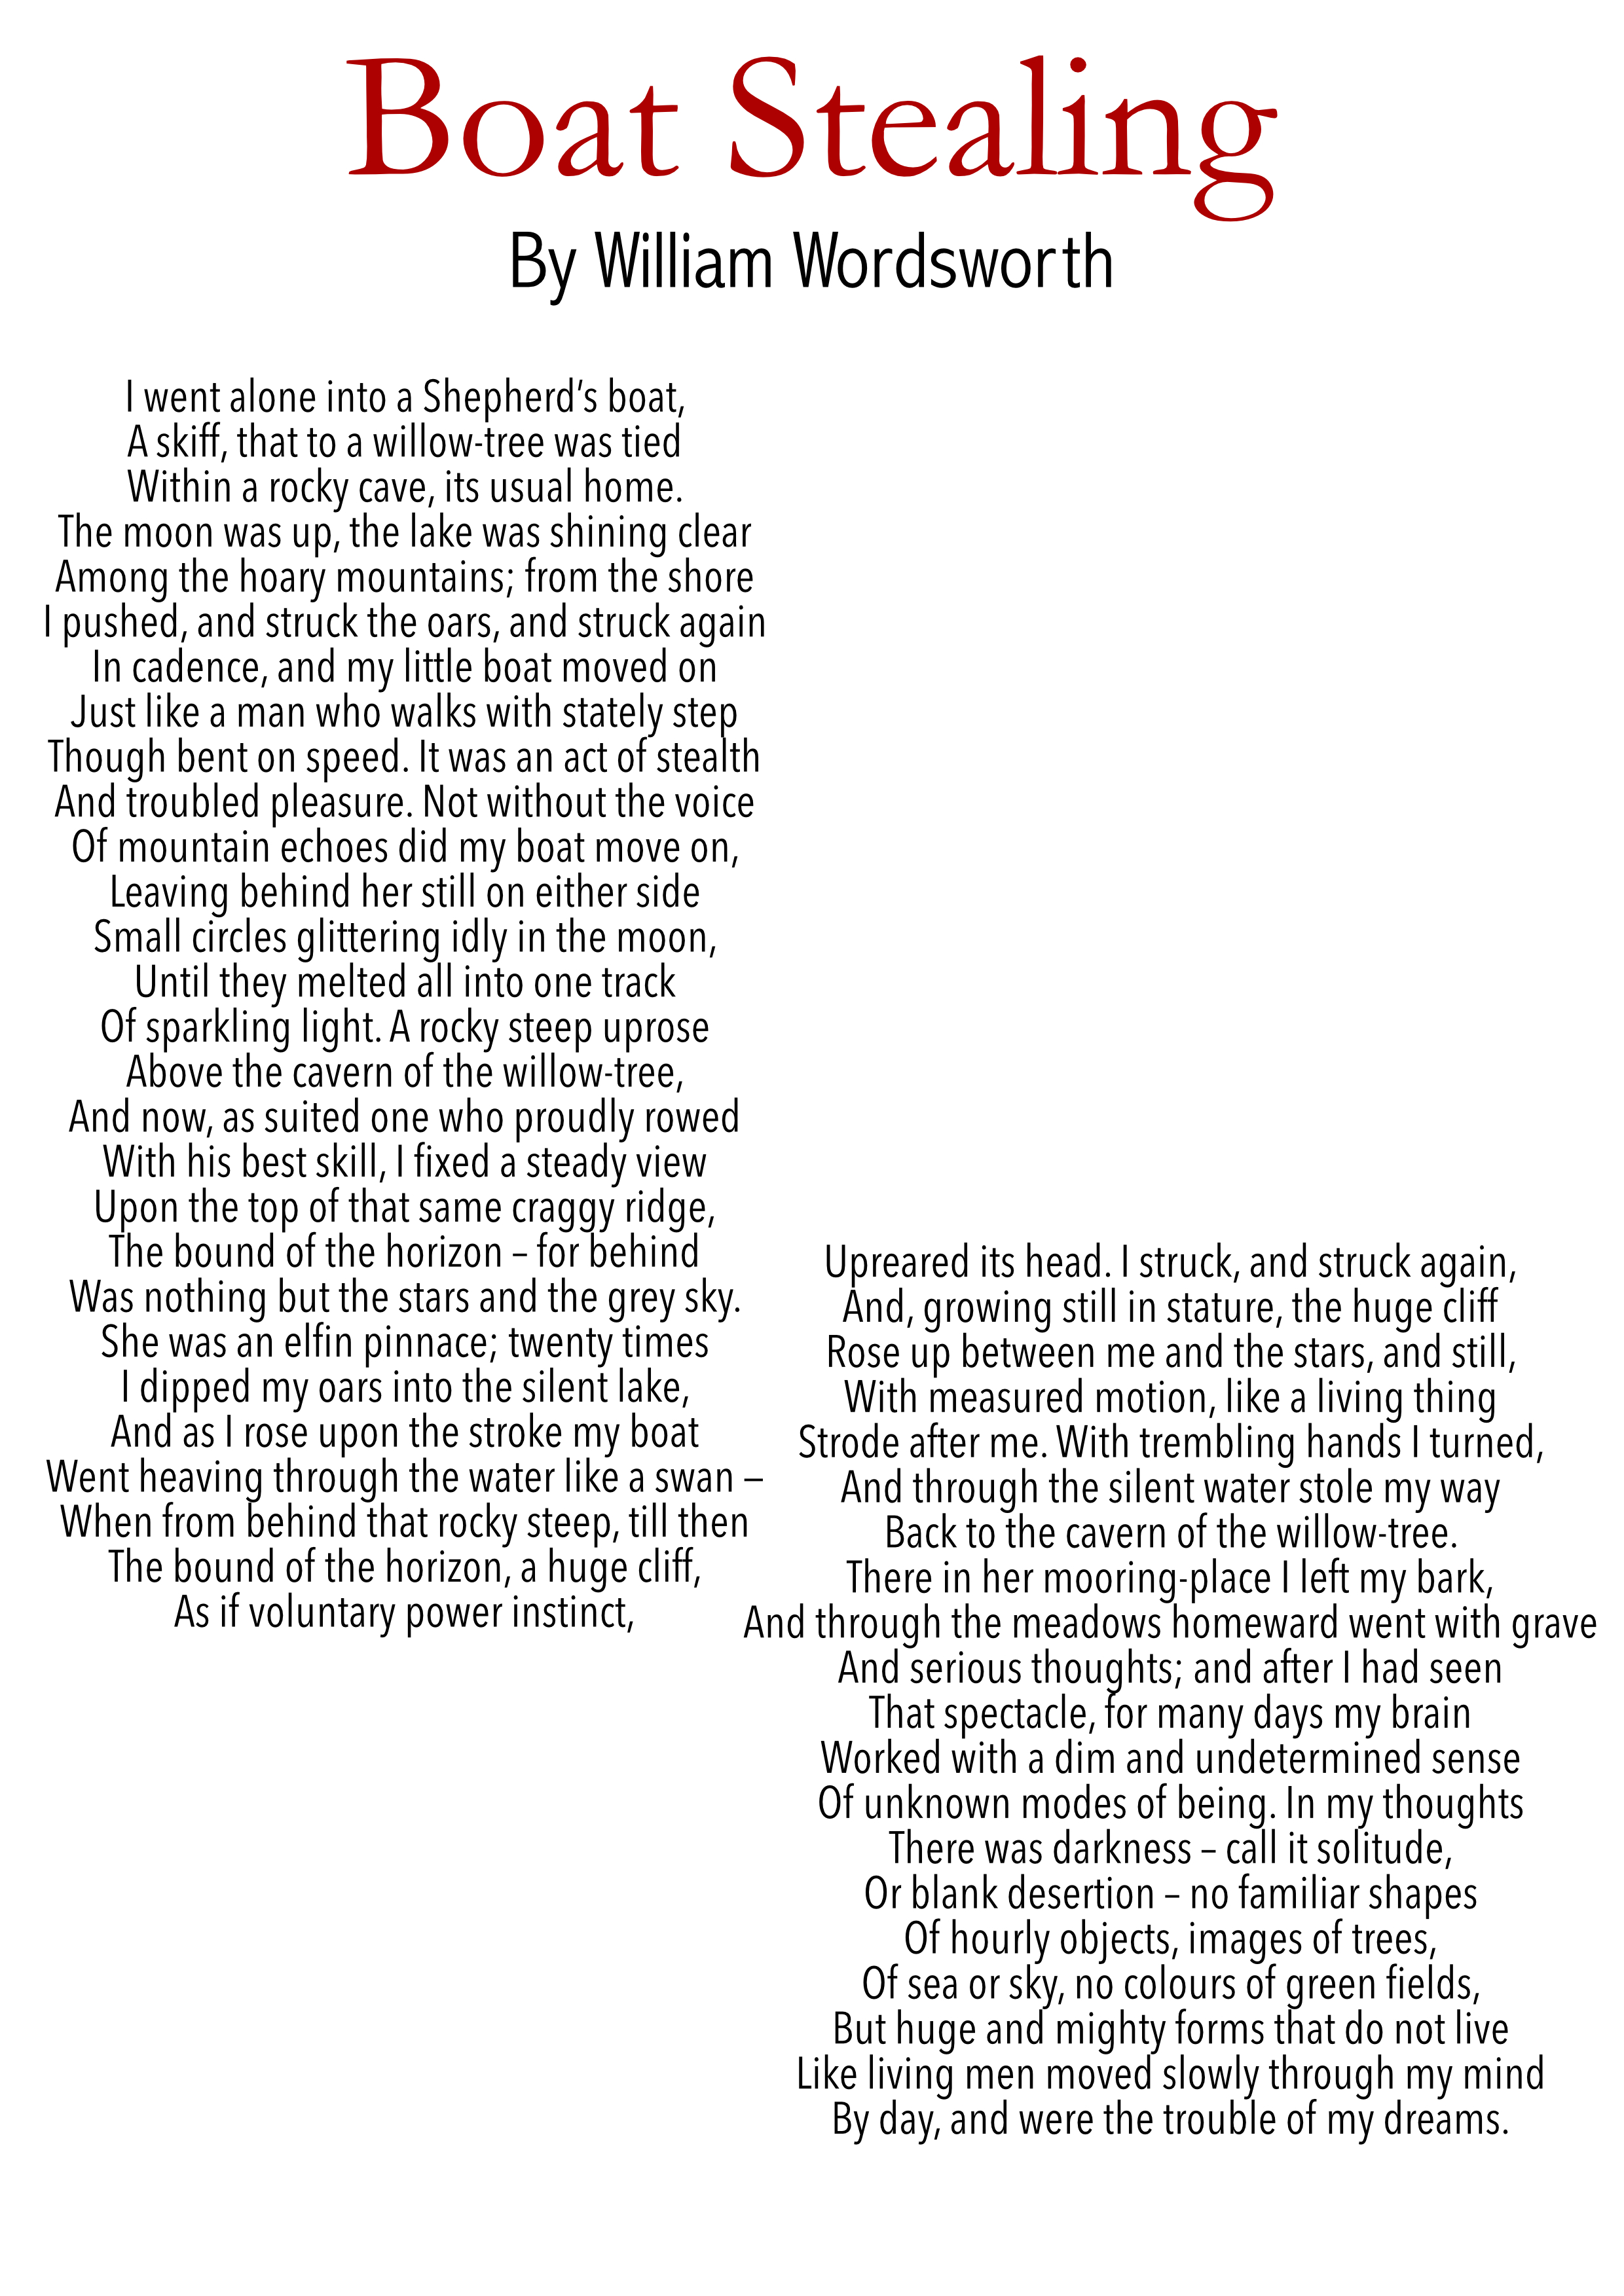 Boat Stealing
By William Wordsworth
I went alone into a Shepherd's boat,
A skiff, that to a willow-tree was tied
Within a rocky cave, its usual home.
The moon was up, the lake was shining clear
Among the hoary mountains; from the shore
I pushed, and struck the oars, and struck again
In cadence, and my little boat moved on
Just like a man who walks with stately step
Though bent on speed. It was an act of stealth
And troubled pleasure. Not without the voice
Of mountain echoes did my boat move on,
Leaving behind her still on either side
Small circles glittering idly in the moon,
Until they melted all into one track
Of sparkling light. A rocky steep uprose
Above the cavern of the willow-tree,
And now, as suited one who proudly rowed
With his best skill, I fixed a steady view
Upon the top of that same craggy ridge,
The bound of the horizon – for behind
Was nothing but the stars and the grey sky.
She was an elfin pinnace; twenty times
I dipped my oars into the silent lake,
And as I rose upon the stroke my boat
Went heaving through the water like a swan –
When from behind that rocky steep, till then
The bound of the horizon, a huge cliff,
As if voluntary power instinct,
Upreared its head. I struck, and struck again,
And, growing still in stature, the huge cliff
Rose up between me and the stars, and still,
With measured motion, like a living thing
Strode after me. With trembling hands I turned,
And through the silent water stole my way
Back to the cavern of the willow-tree.
There in her mooring-place I left my bark,
And through the meadows homeward went with grave
And serious thoughts; and after I had seen
That spectacle, for many days my brain
Worked with a dim and undetermined sense
Of unknown modes of being. In my thoughts
There was darkness – call it solitude,
Or blank desertion – no familiar shapes
Of hourly objects, images of trees,
Of sea or sky, no colours of green fields,
But huge and mighty forms that do not live
Like living men moved slowly through my mind
By day, and were the trouble of my dreams.